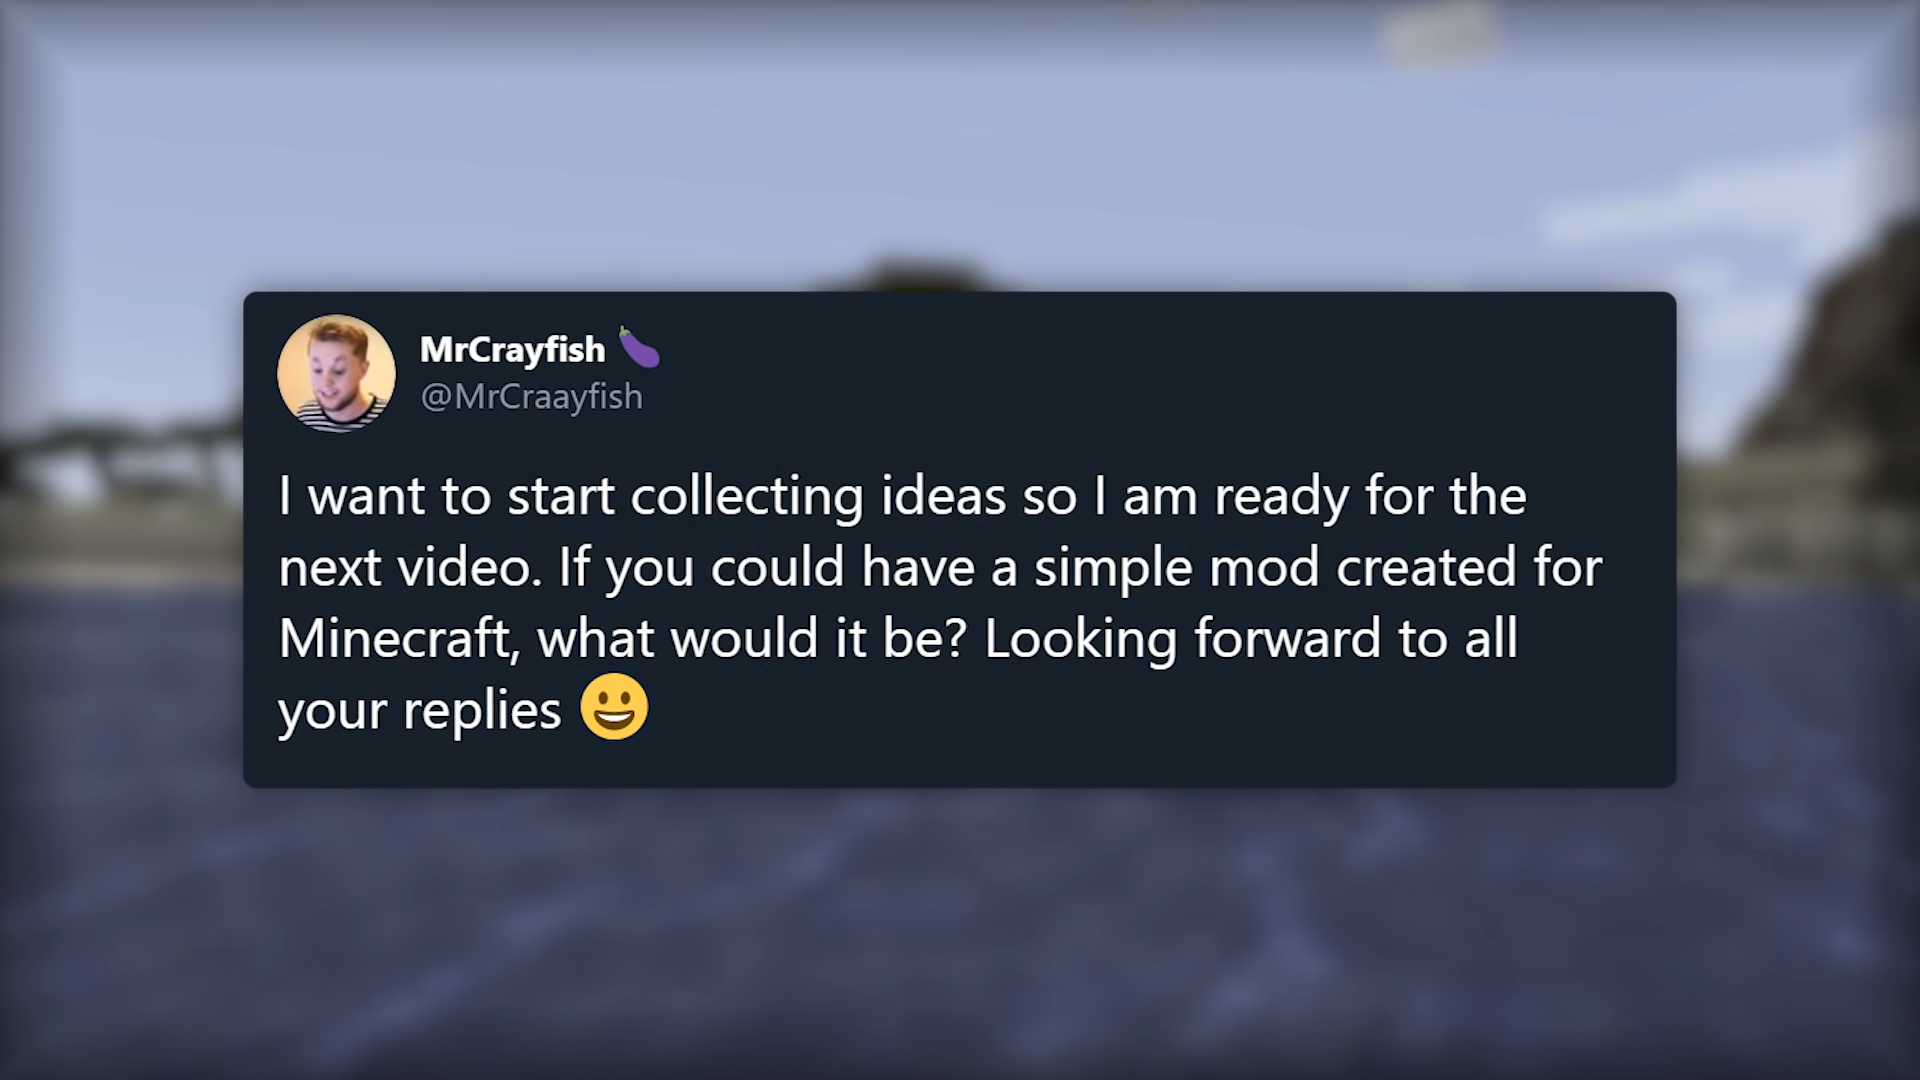 MrCrayfish 🍆
@MrCraayfish
I want to start collecting ideas so I am ready for the
next video. If you could have a simple mod created for
Minecraft, what would it be? Looking forward to all
your replies 😀